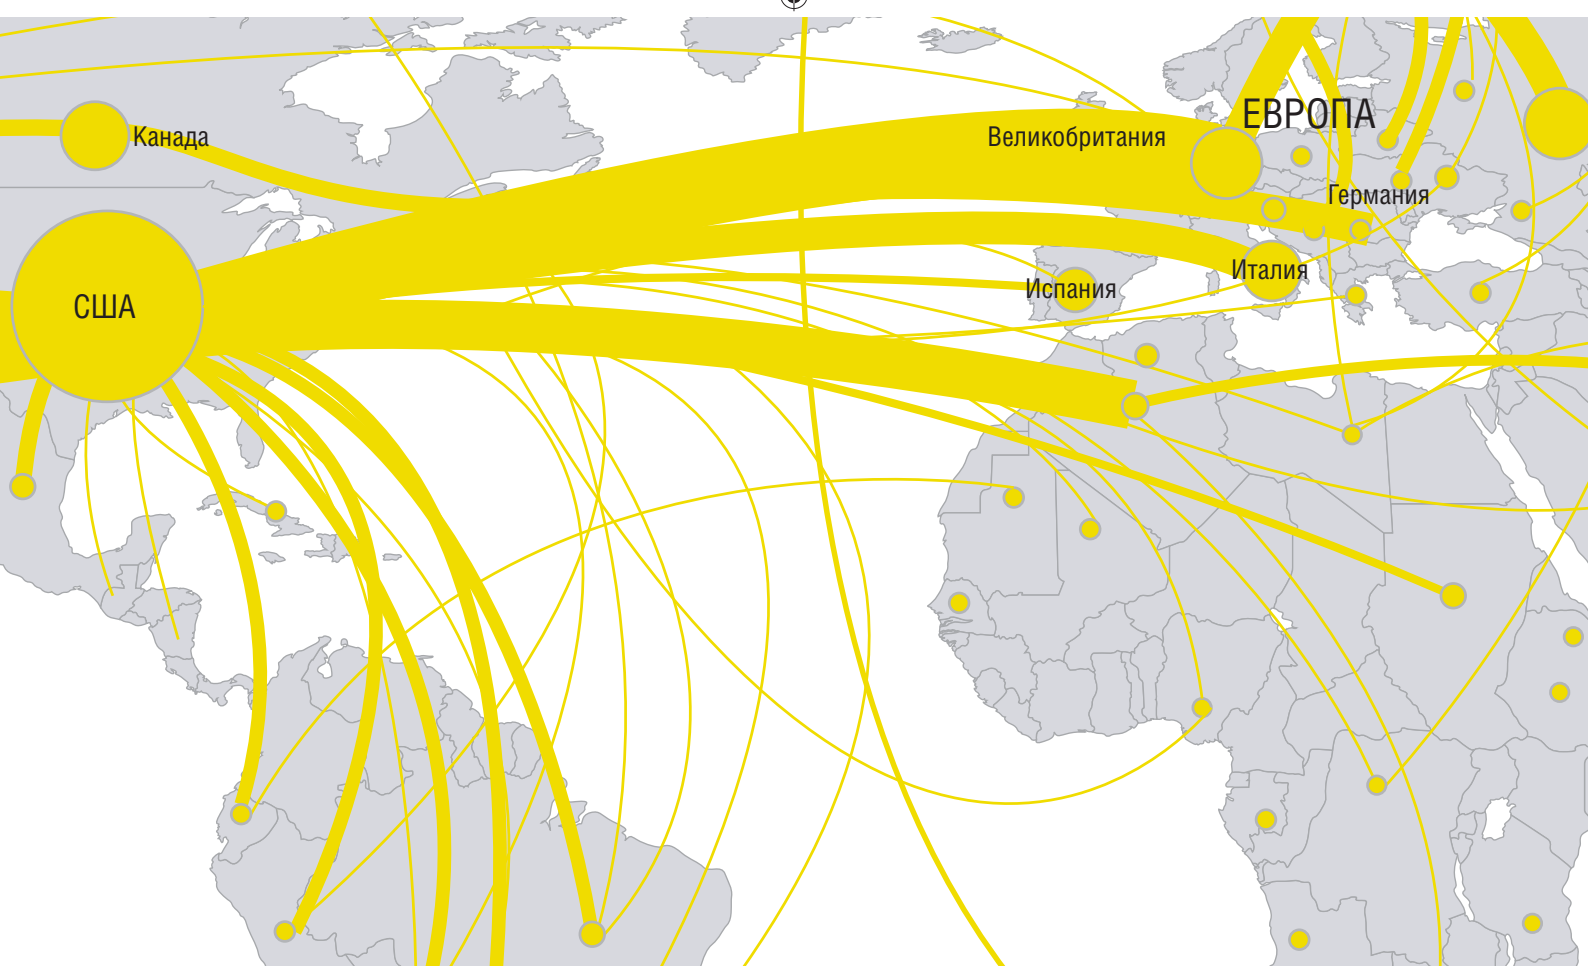 ЕВРОПА
Канада
Великобритания
Германия
Италия
Испания
США